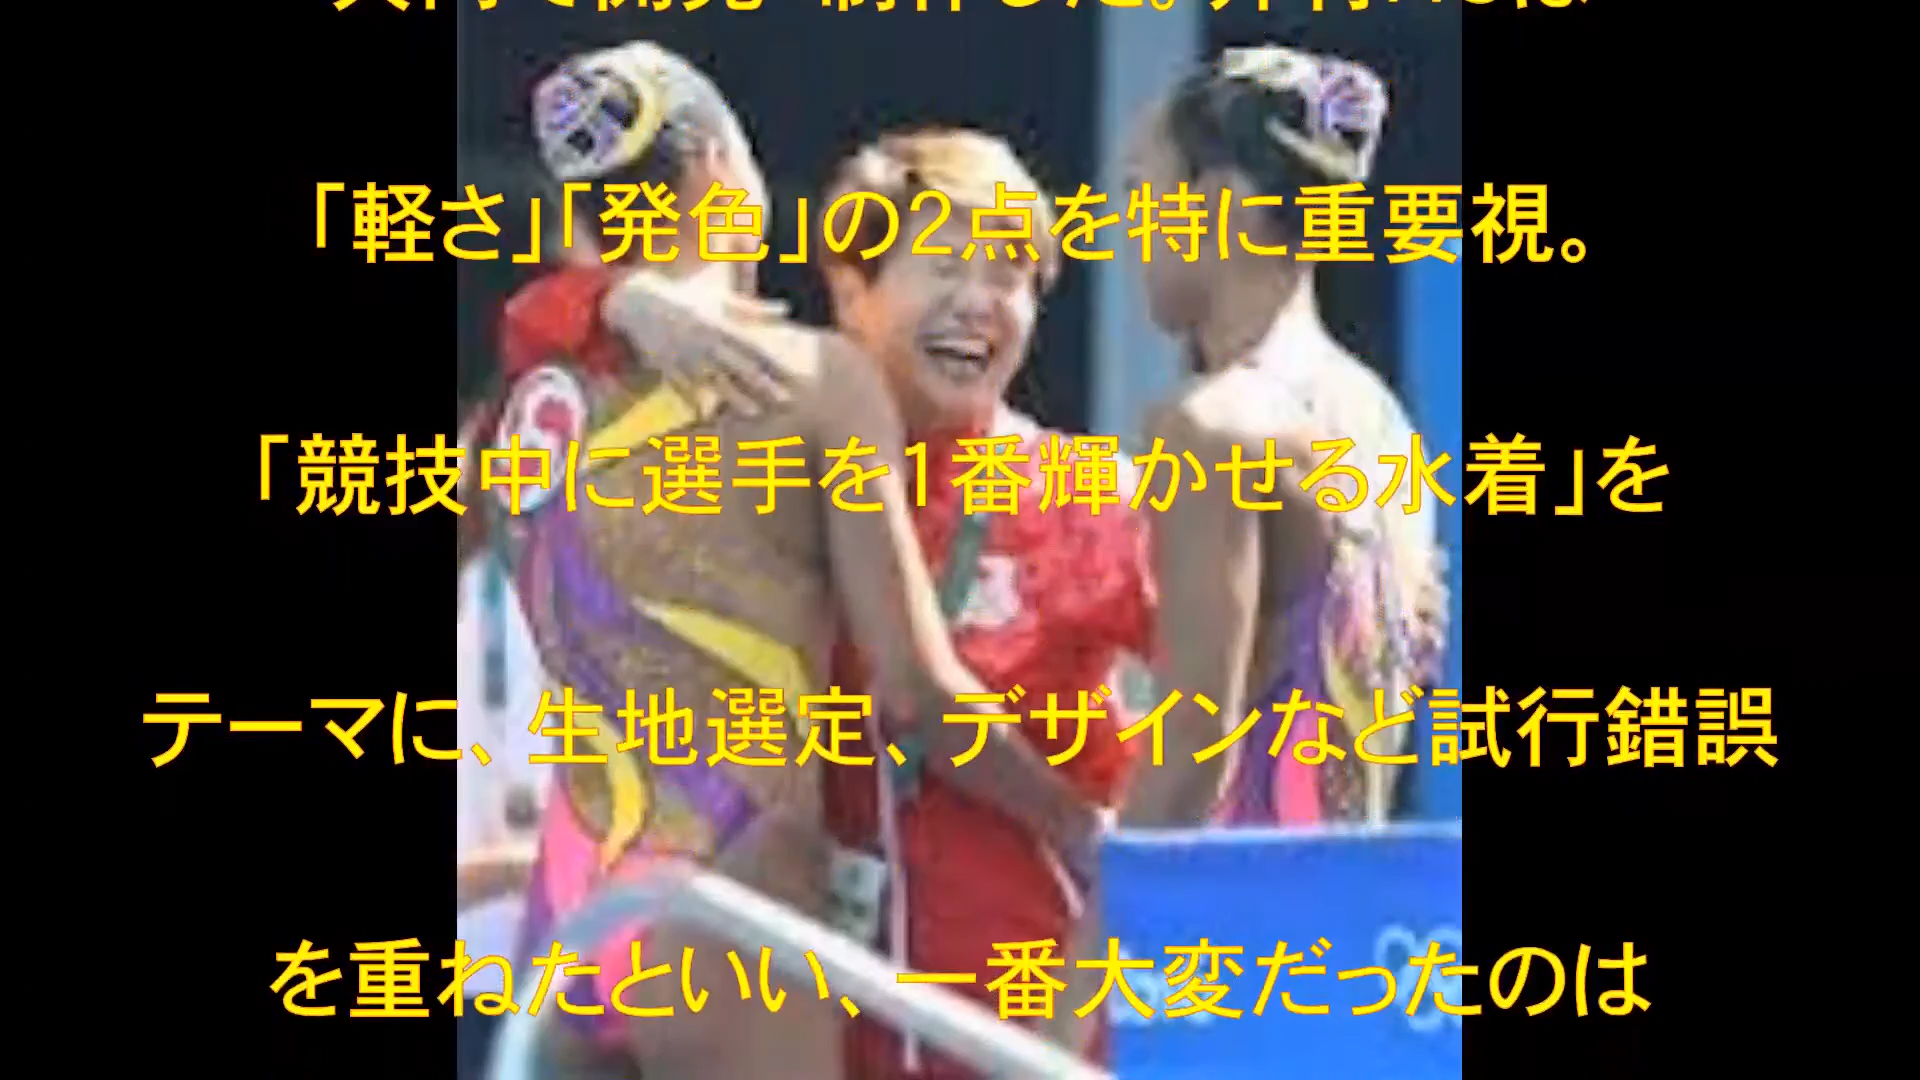 「軽さ」「発色」の2点を特に重要視。
「競技中に選手を1番輝かせる水着」を
テーマに、生地選定、デザインなど試行錯誤
を重ねたといい、一番大変だったのは